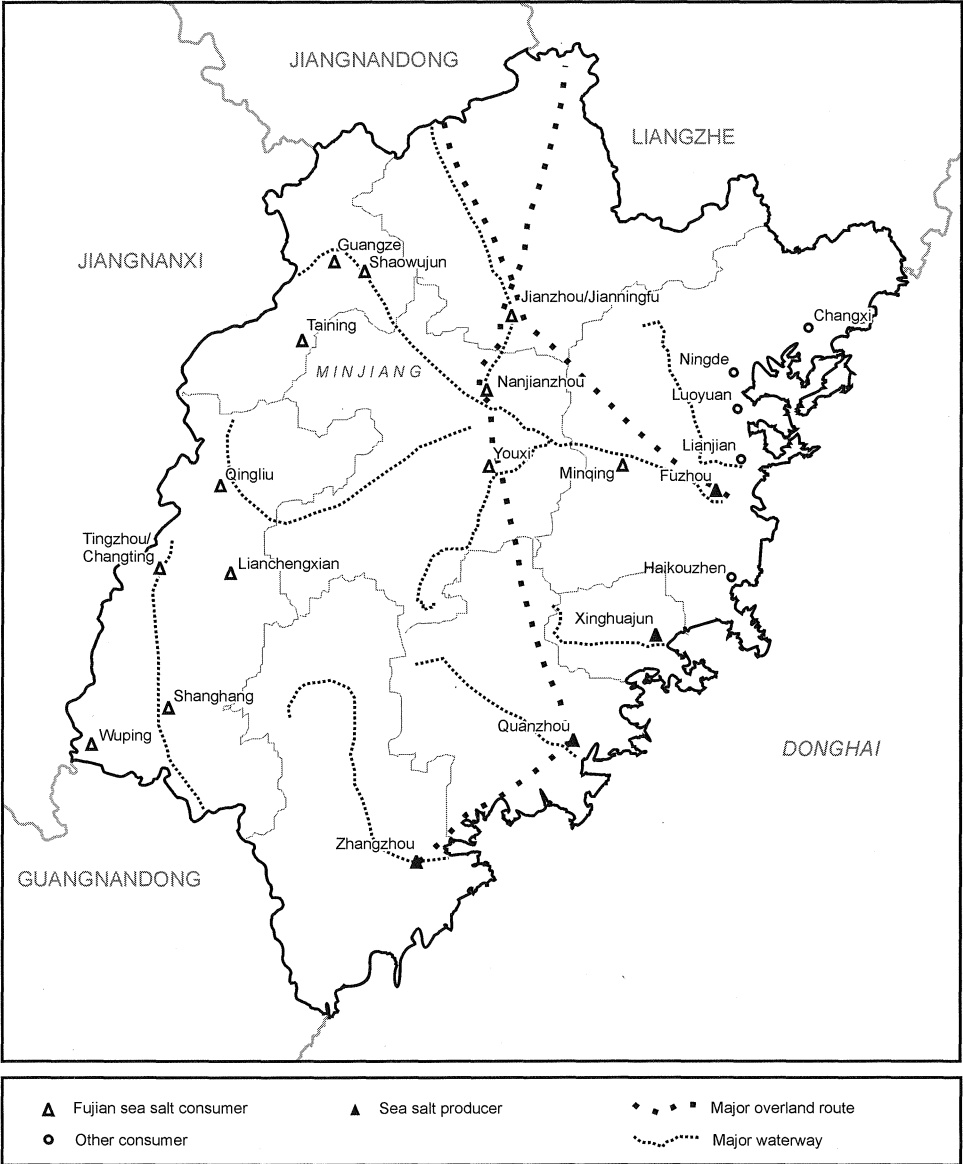 JIANGNANDONG
LIANGZHE
JIANGNANXI
Guangze
Shaowujun
Jianzhou/Jianningfu
Changxi
Taining
Ningde
MINJIANG
Nanjianzhou
Luoyuan
Lianjian
Youxi
Minqing
Fuzhou
Qingliu
Tingzhou/
Changting
Lianchengxian
Haikouzhen
Xinghuajun
Shanghang
Quanzhou
Wuping
DONGHAI
Zhangzhou
GUANGNANDONG
Fujian sea salt consumer
Sea salt producer
Major overland route
Other consumer
Major waterway